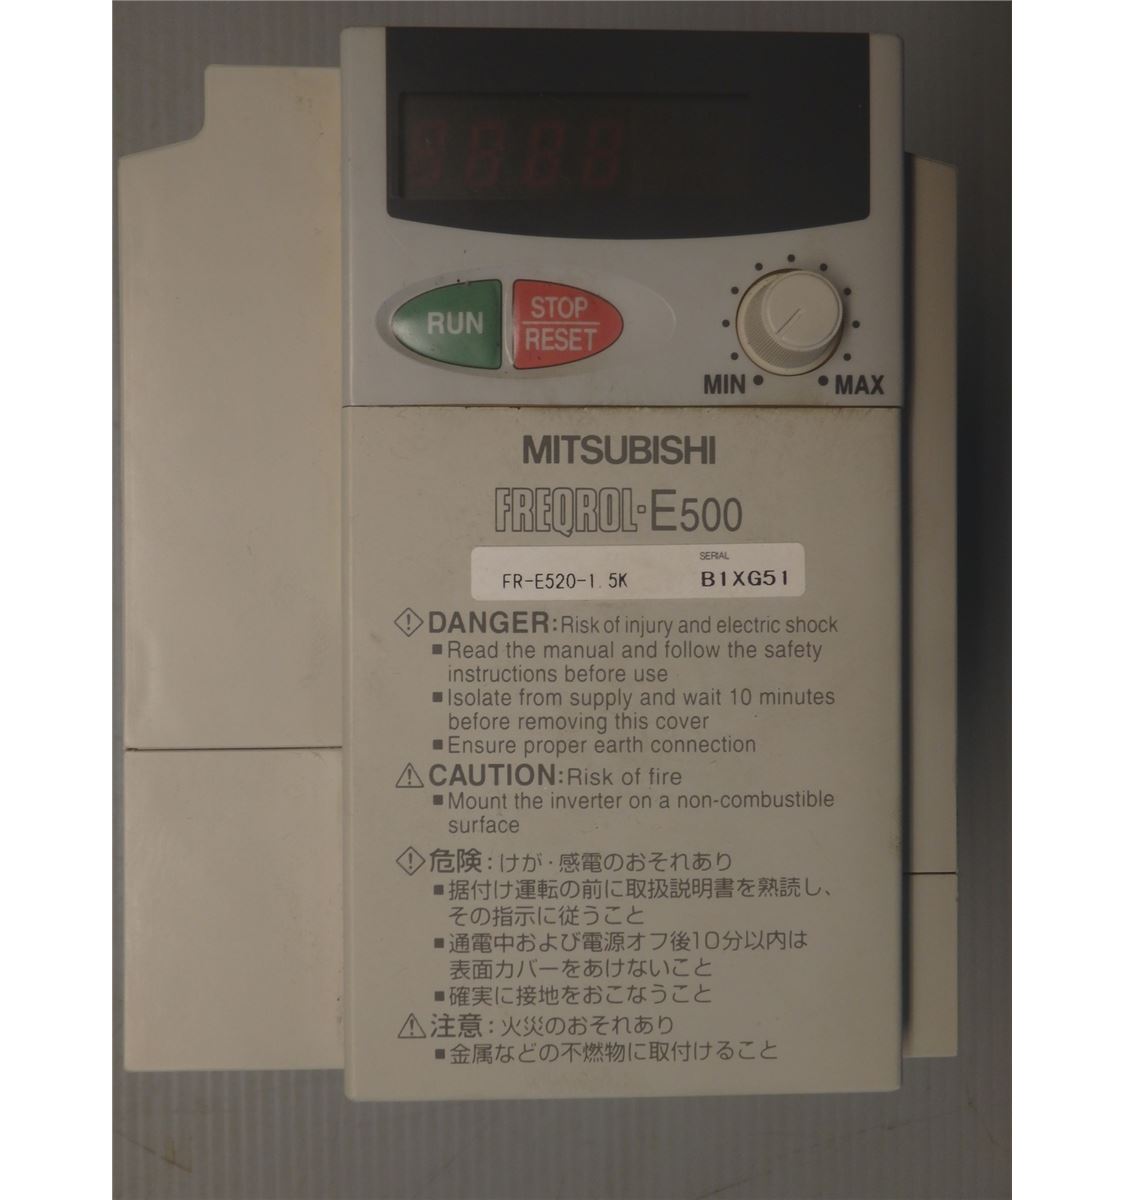 RUN
STOP
RESET
MIN
MAX
MITSUBISHI
FREQROL-E500
SERIAL
FR-E520-1.5K B1XG51
DANGER:Risk of injury and electric shock
■Read the manual and follow the safety
instructions before use
■Isolate from supply and wait 10 minutes
before removing this cover
■Ensure proper earth connection
CAUTION:Risk of fire
■Mount the inverter on a non-combustible
surface
危険:けが・感電のおそれあり
■据付け運転の前に取扱説明書を熟読し、
その指示に従うこと
■通電中および電源オフ後10分以内は
表面カバーをあけないこと
■確実に接地をおこなうこと
注意:火災のおそれあり
■金属などの不燃物に取付けること